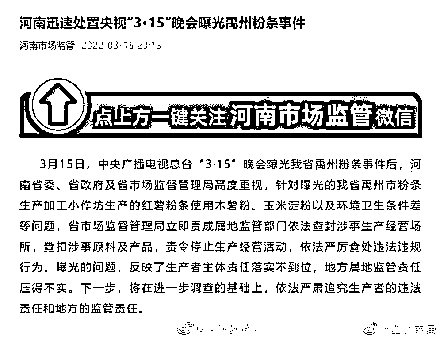 河南迅速处置央视“3·15”晚会曝光禹州粉条事件
河南市场监管
点上方一键关注河南市场监管微信
3月15日，中央广播电视总台“3·15”晚会曝光我省禹州粉条事件后，河
南省委、省政府及省市场监督管理局高度重视，针对曝光的我省禹州市粉条
生产加工小作坊生产的红薯粉条使用木薯粉、玉米淀粉以及环境卫生条件差
等问题，省市场监督管理局立即责成属地监管部门依法查封涉事生产经营场
所，查扣涉事原料及产品，责令停止生产经营活动，依法严厉查处违法违规
行为。曝光的问题，反映了生产者主体责任落实不到位，地方属地监管责任
压得不实。下一步，将在进一步调查的基础上，依法严肃追究生产者的违法
责任和地方的监管责任。